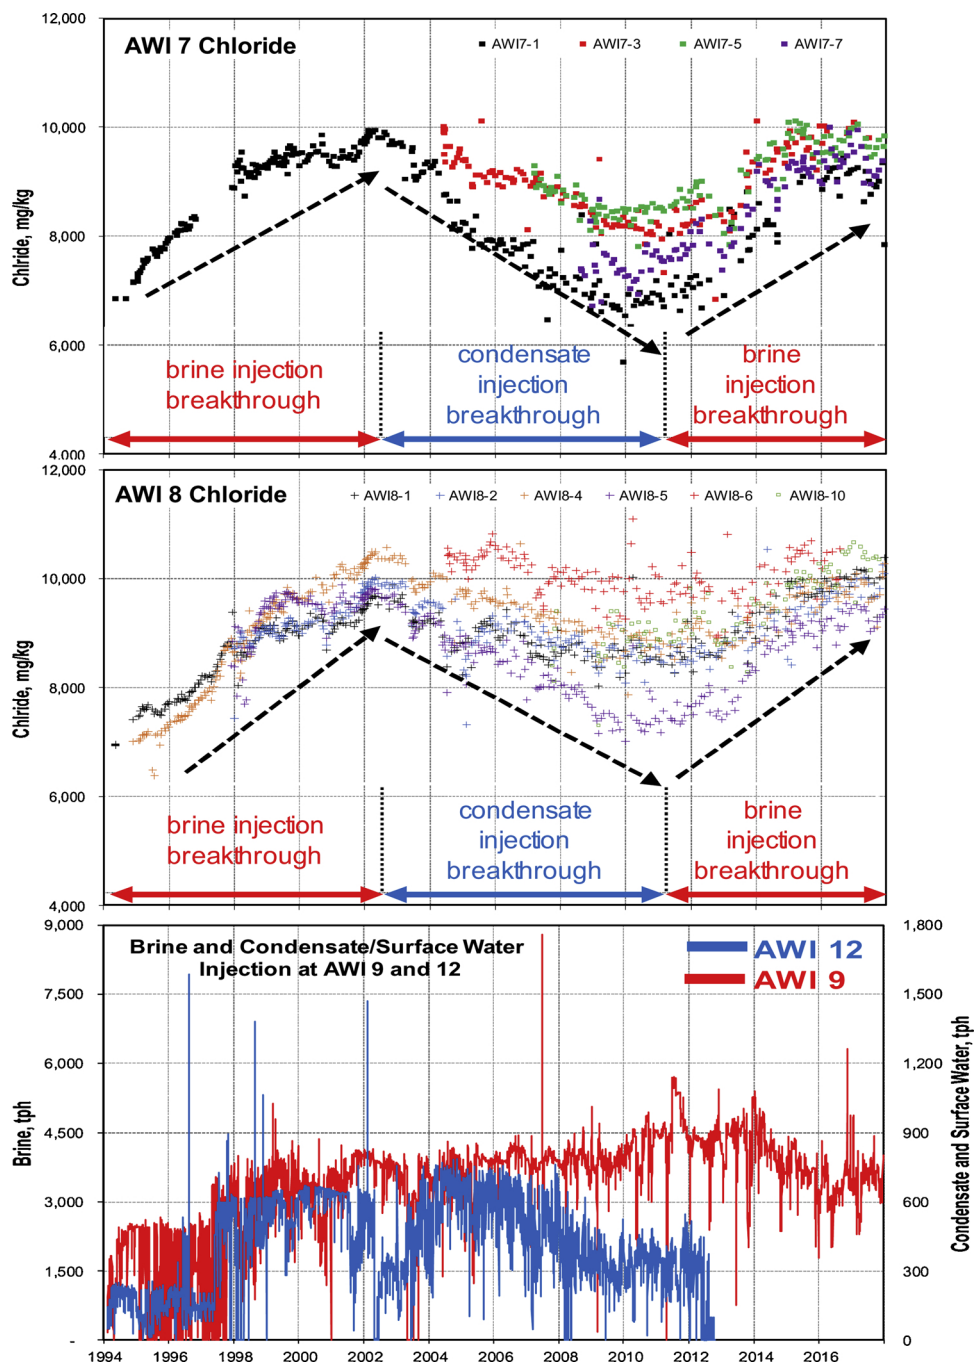 12,000
AWI 7 Chloride
AWI7-1 AWI7-3 AWI7-5 AWI7-7
10,000
8,000
6,000
4,000
Chlride, mg/kg
brine injection
breakthrough
condensate
injection
breakthrough
brine
injection
breakthrough
12,000
AWI 8 Chloride
AWI8-1 AWI8-2 AWI8-4 AWI8-5 AWI8-6 AWI8-10
10,000
8,000
6,000
4,000
Chlride, mg/kg
brine injection
breakthrough
condensate
injection
breakthrough
brine
injection
breakthrough
Brine and Condensate/Surface Water
Injection at AWI 9 and 12
AWI 12
AWI 9
9,000
7,500
6,000
4,500
3,000
1,500
-
Brine, tph
1,800
1,500
1,200
900
600
300
0
Condensate and Surface Water, tph
1994 1996 1998 2000 2002 2004 2006 2008 2010 2012 2014 2016